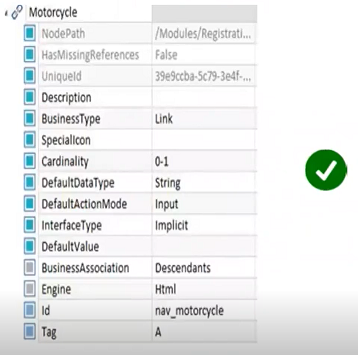 Motorcycle
NodePath /Modules/Registrati...
HasMissingReferences False
UniqueId 39e9ccba-5c79-3e4f-...
Description
BusinessType Link
SpecialIcon
Cardinality 0-1
DefaultDataType String
DefaultActionMode Input
InterfaceType Implicit
DefaultValue
BusinessAssociation Descendants
Engine Html
Id nav_motorcycle
Tag A